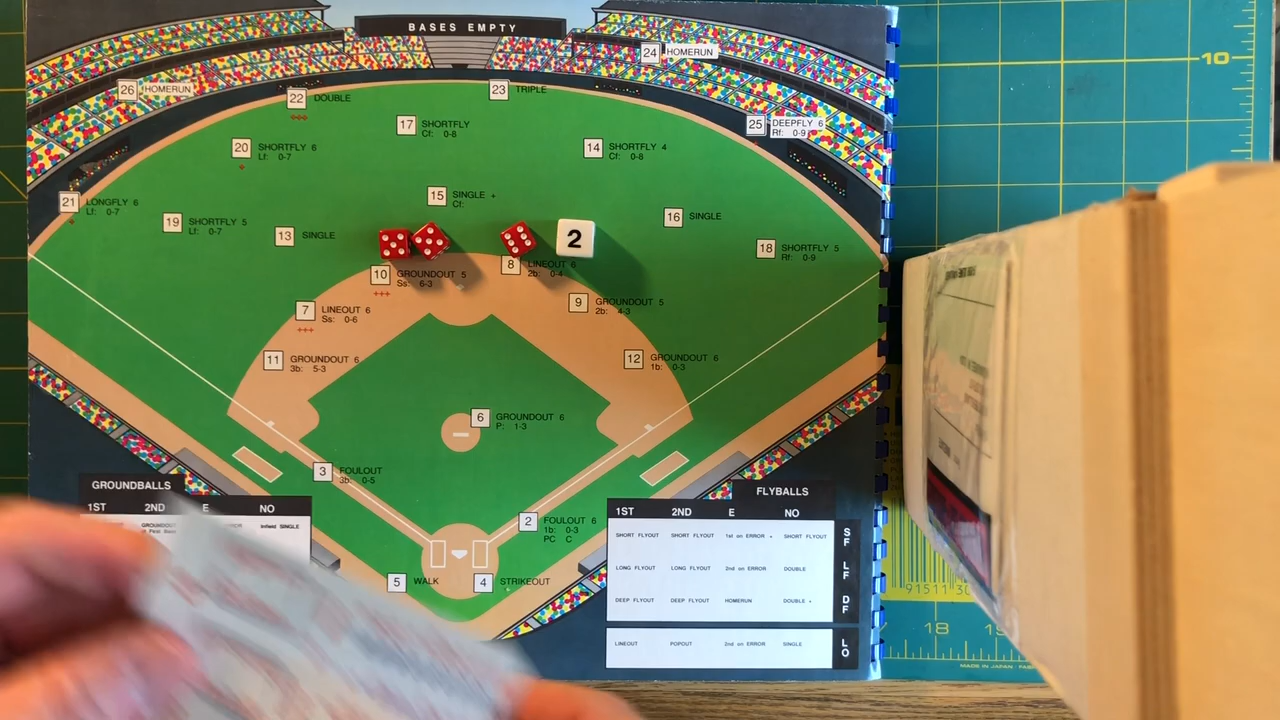 BASES EMPTY
10
24 HOMERUN
26 HOMERUN
22 DOUBLE
23 TRIPLE
17 SHORTFLY
Cf: 0-8
25 DEEPFLY 6
Rf: 0-9
20 SHORTFLY 6
Lf: 0-7
14 SHORTFLY 4
Cf: 0-8
15 SINGLE +
Cf:
21 LONGFLY 6
Lf: 0-7
19 SHORTFLY 5
Lf: 0-7
13 SINGLE
16 SINGLE
2
18 SHORTFLY 5
Rf: 0-9
8 LINEOUT 6
2b: 0-4
10 GROUNDOUT 5
Ss: 6-3
9 GROUNDOUT 5
2b: 4-3
7 LINEOUT 6
Ss: 0-6
11 GROUNDOUT 6
3b: 5-3
12 GROUNDOUT 6
1b: 0-3
6 GROUNDOUT 6
P: 1-3
3 FOULOUT
3b: 0-5
2 FOULOUT 6
1b: 0-3
PC C
5 WALK
4 STRIKEOUT
GROUNDBALLS
1ST 2ND E NO
Infield SINGLE
FLYBALLS
1ST 2ND E NO
SHORT FLYOUT SHORT FLYOUT 1st on ERROR + SHORT FLYOUT SF
LONG FLYOUT LONG FLYOUT 2nd on ERROR DOUBLE LF
DEEP FLYOUT DEEP FLYOUT HOMERUN DOUBLE + DF
LINEOUT POPOUT 2nd on ERROR SINGLE LO
91511 30
18
MADE IN JAPAN